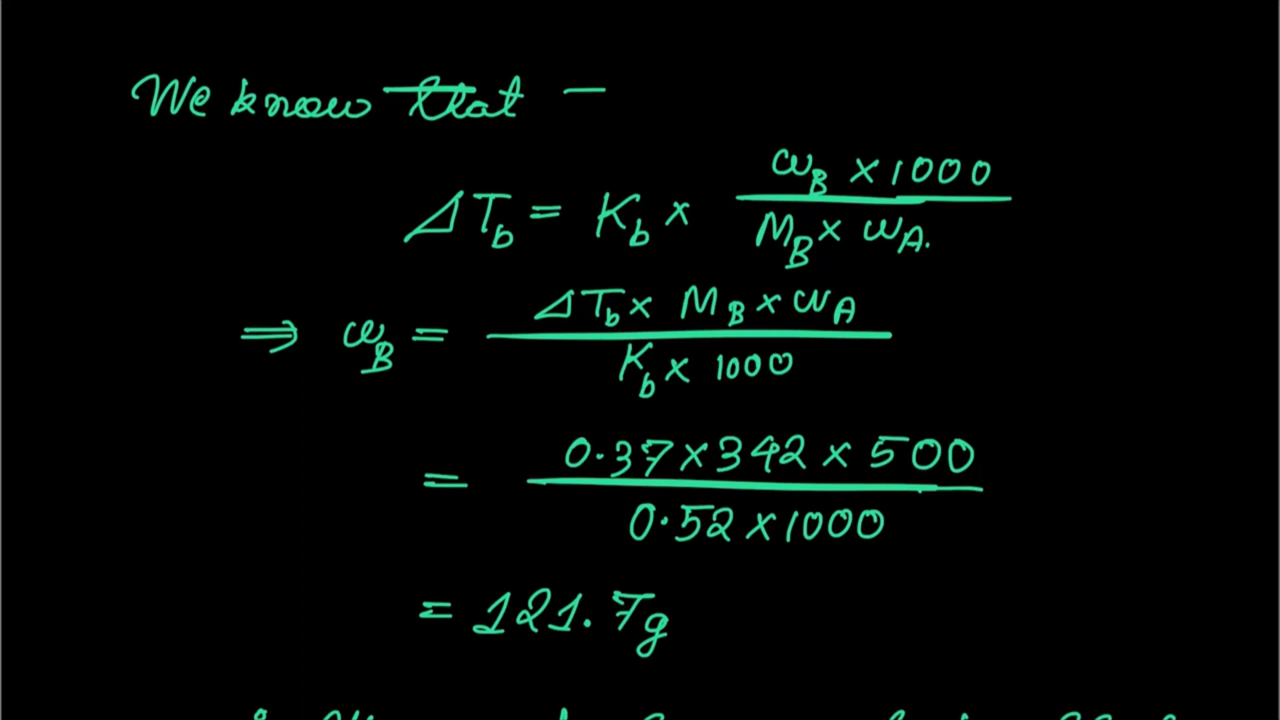 We know that —
ΔT_b = K_b × (w_B × 1000) / (M_B × w_A.)
⇒ w_B = (ΔT_b × M_B × w_A) / (K_b × 1000)
= (0.37 × 342 × 500) / (0.52 × 1000)
= 121.7g